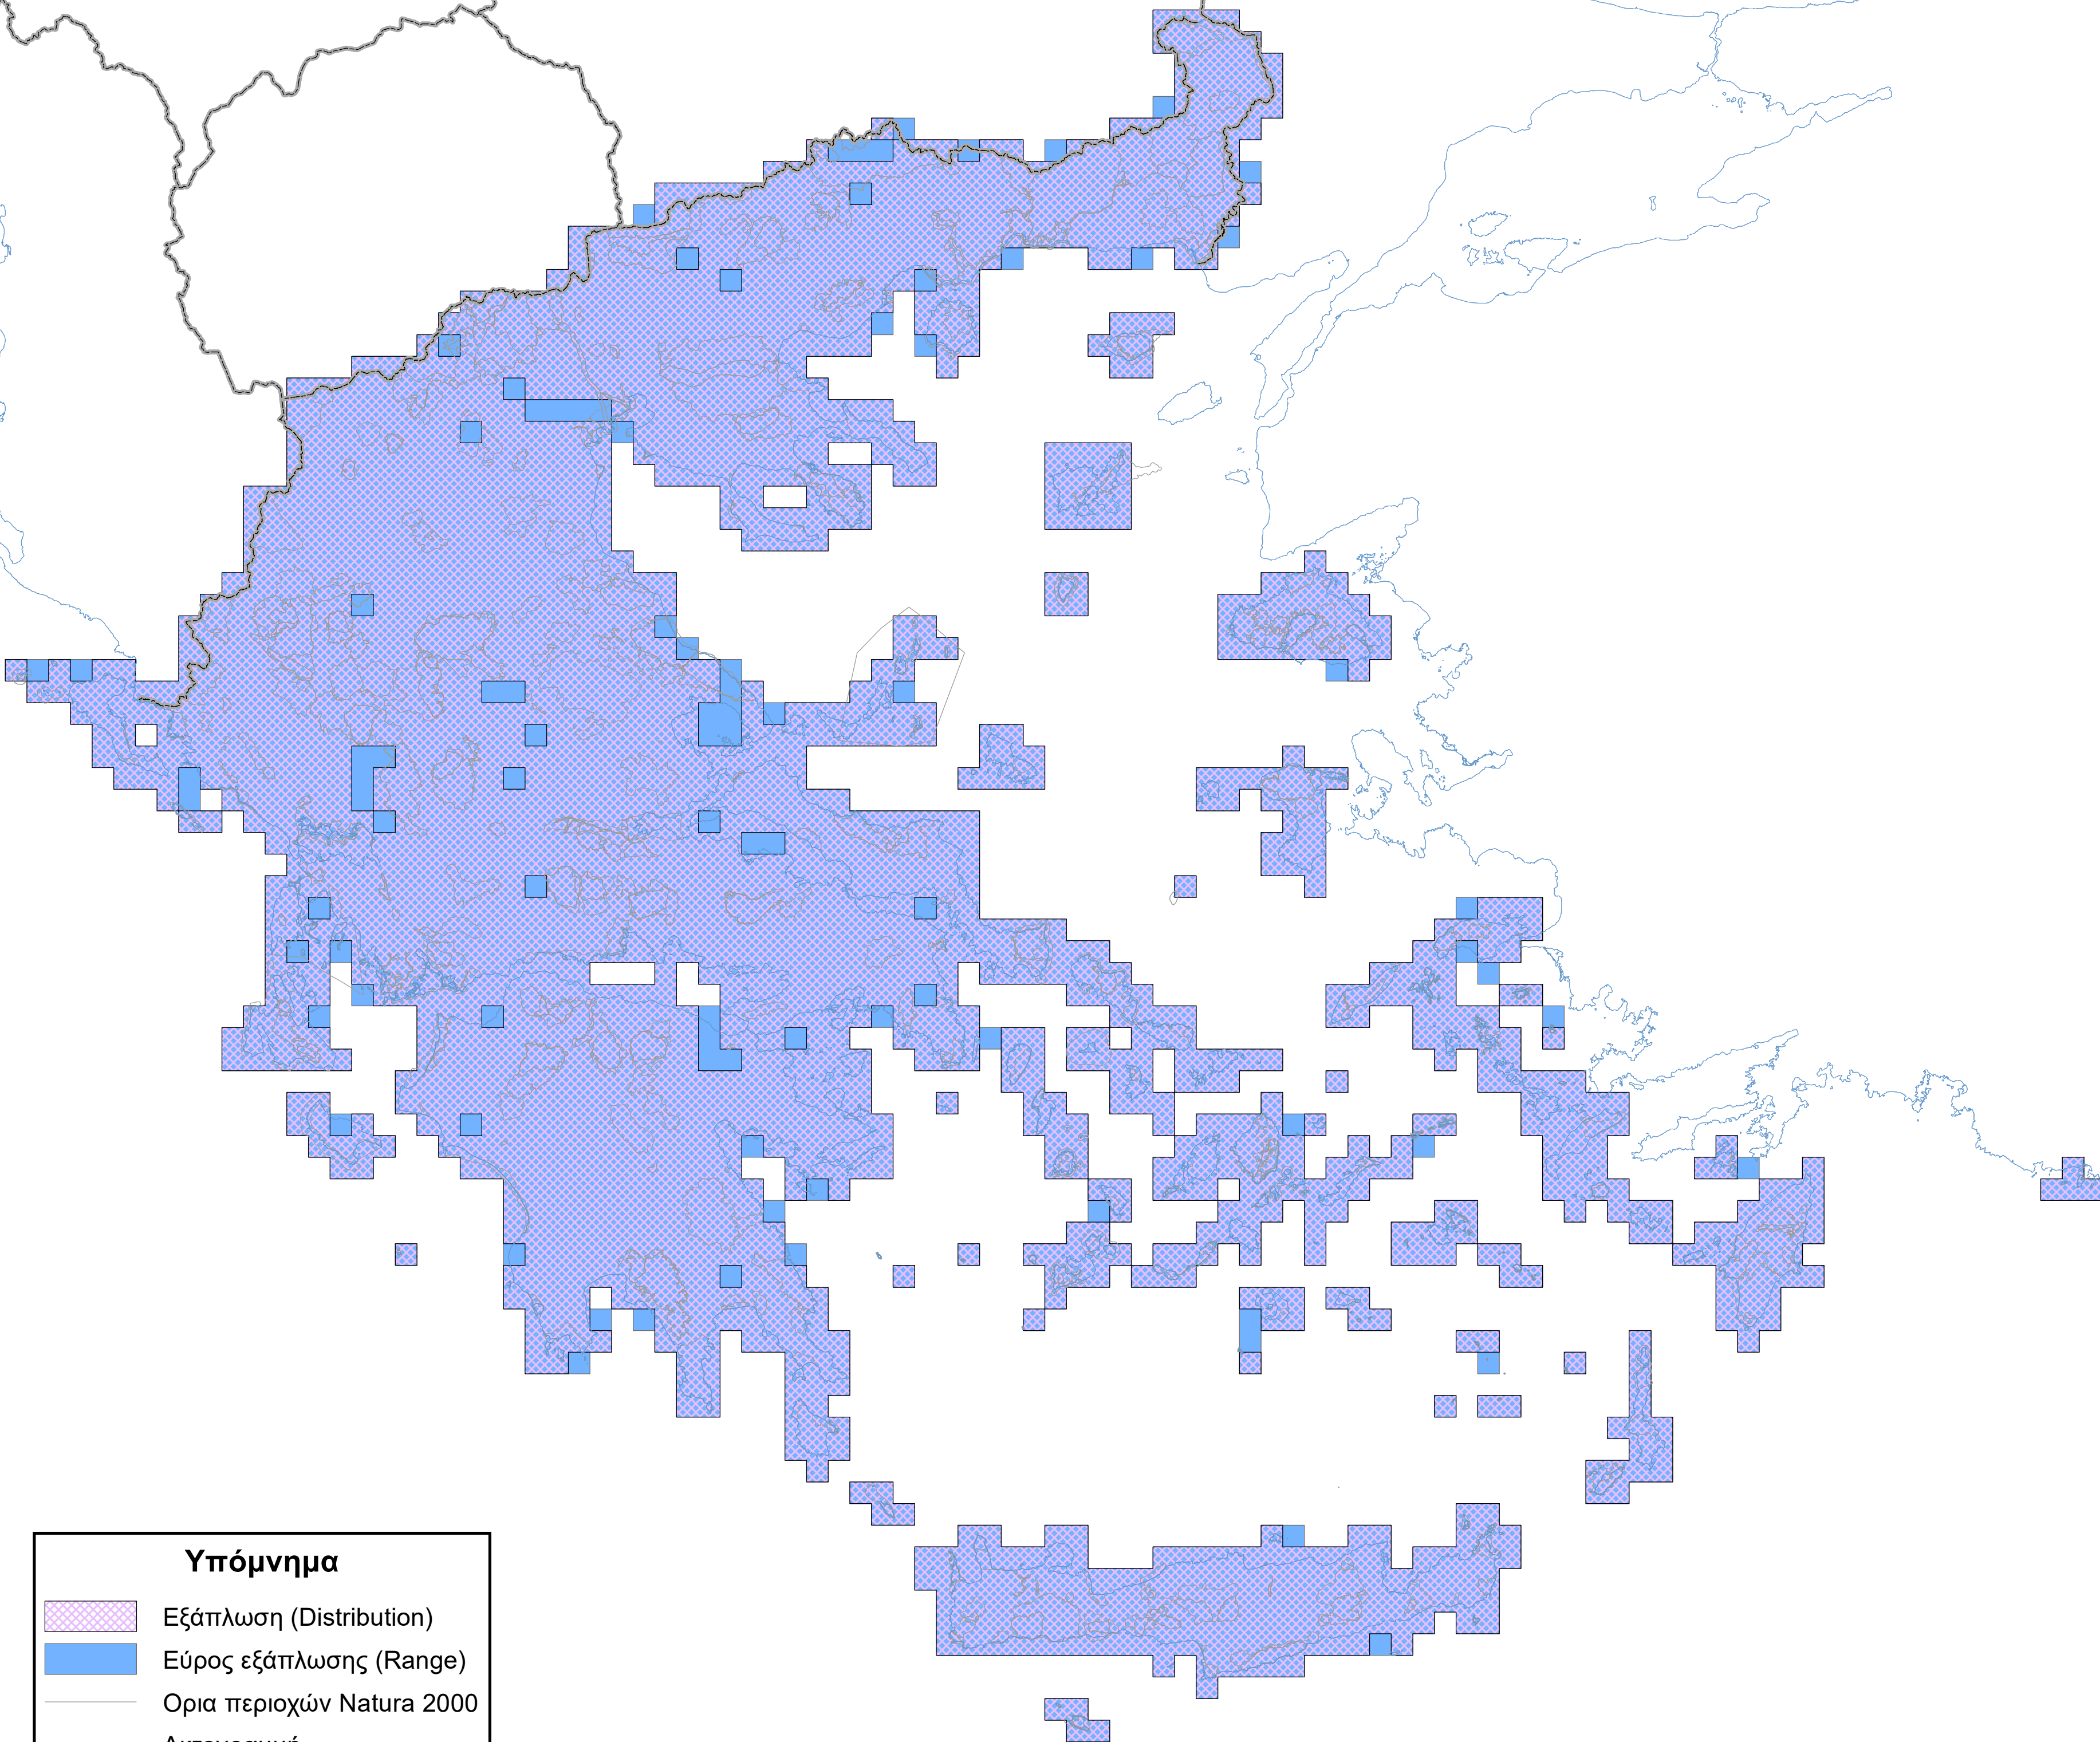 Υπόμνημα
Εξάπλωση (Distribution)
Εύρος εξάπλωσης (Range)
Ορια περιοχών Natura 2000